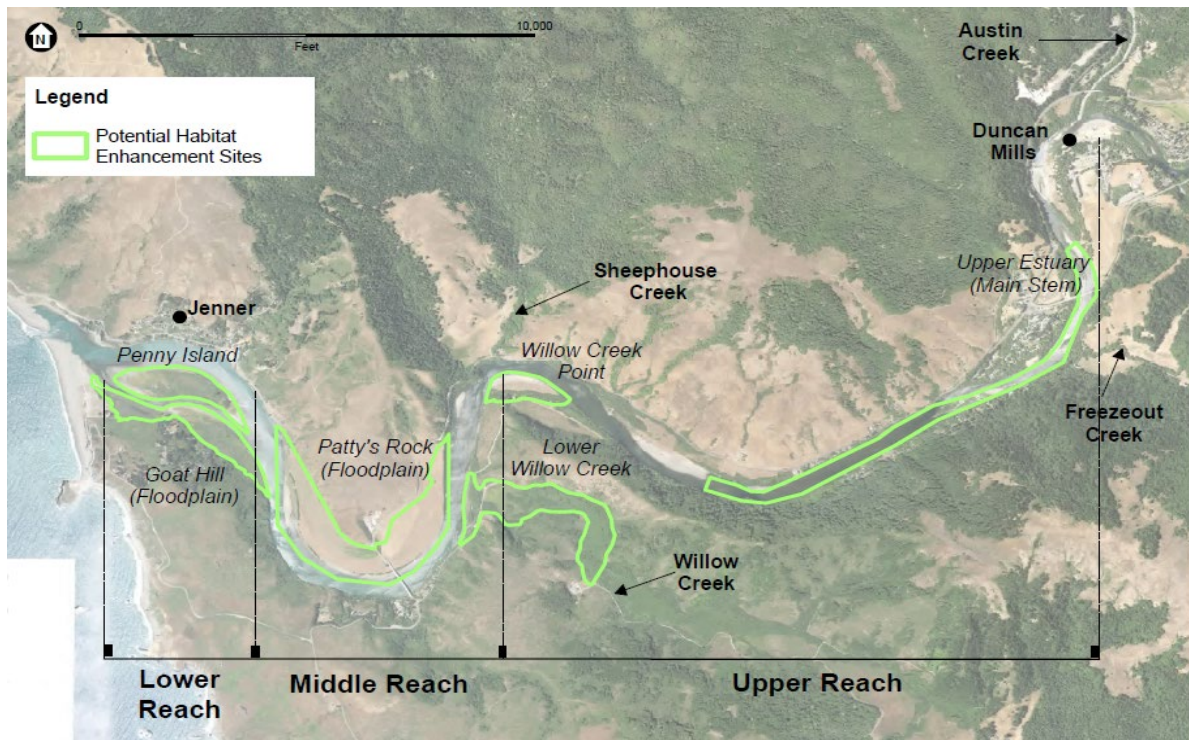 N
0
10,000
Feet
Legend
Potential Habitat
Enhancement Sites
Austin
Creek
Duncan
Mills
Upper Estuary
(Main Stem)
Sheephouse
Creek
Jenner
Penny Island
Willow Creek
Point
Freezeout
Creek
Patty's Rock
(Floodplain)
Lower
Willow Creek
Goat Hill
(Floodplain)
Willow
Creek
Lower
Reach
Middle Reach
Upper Reach